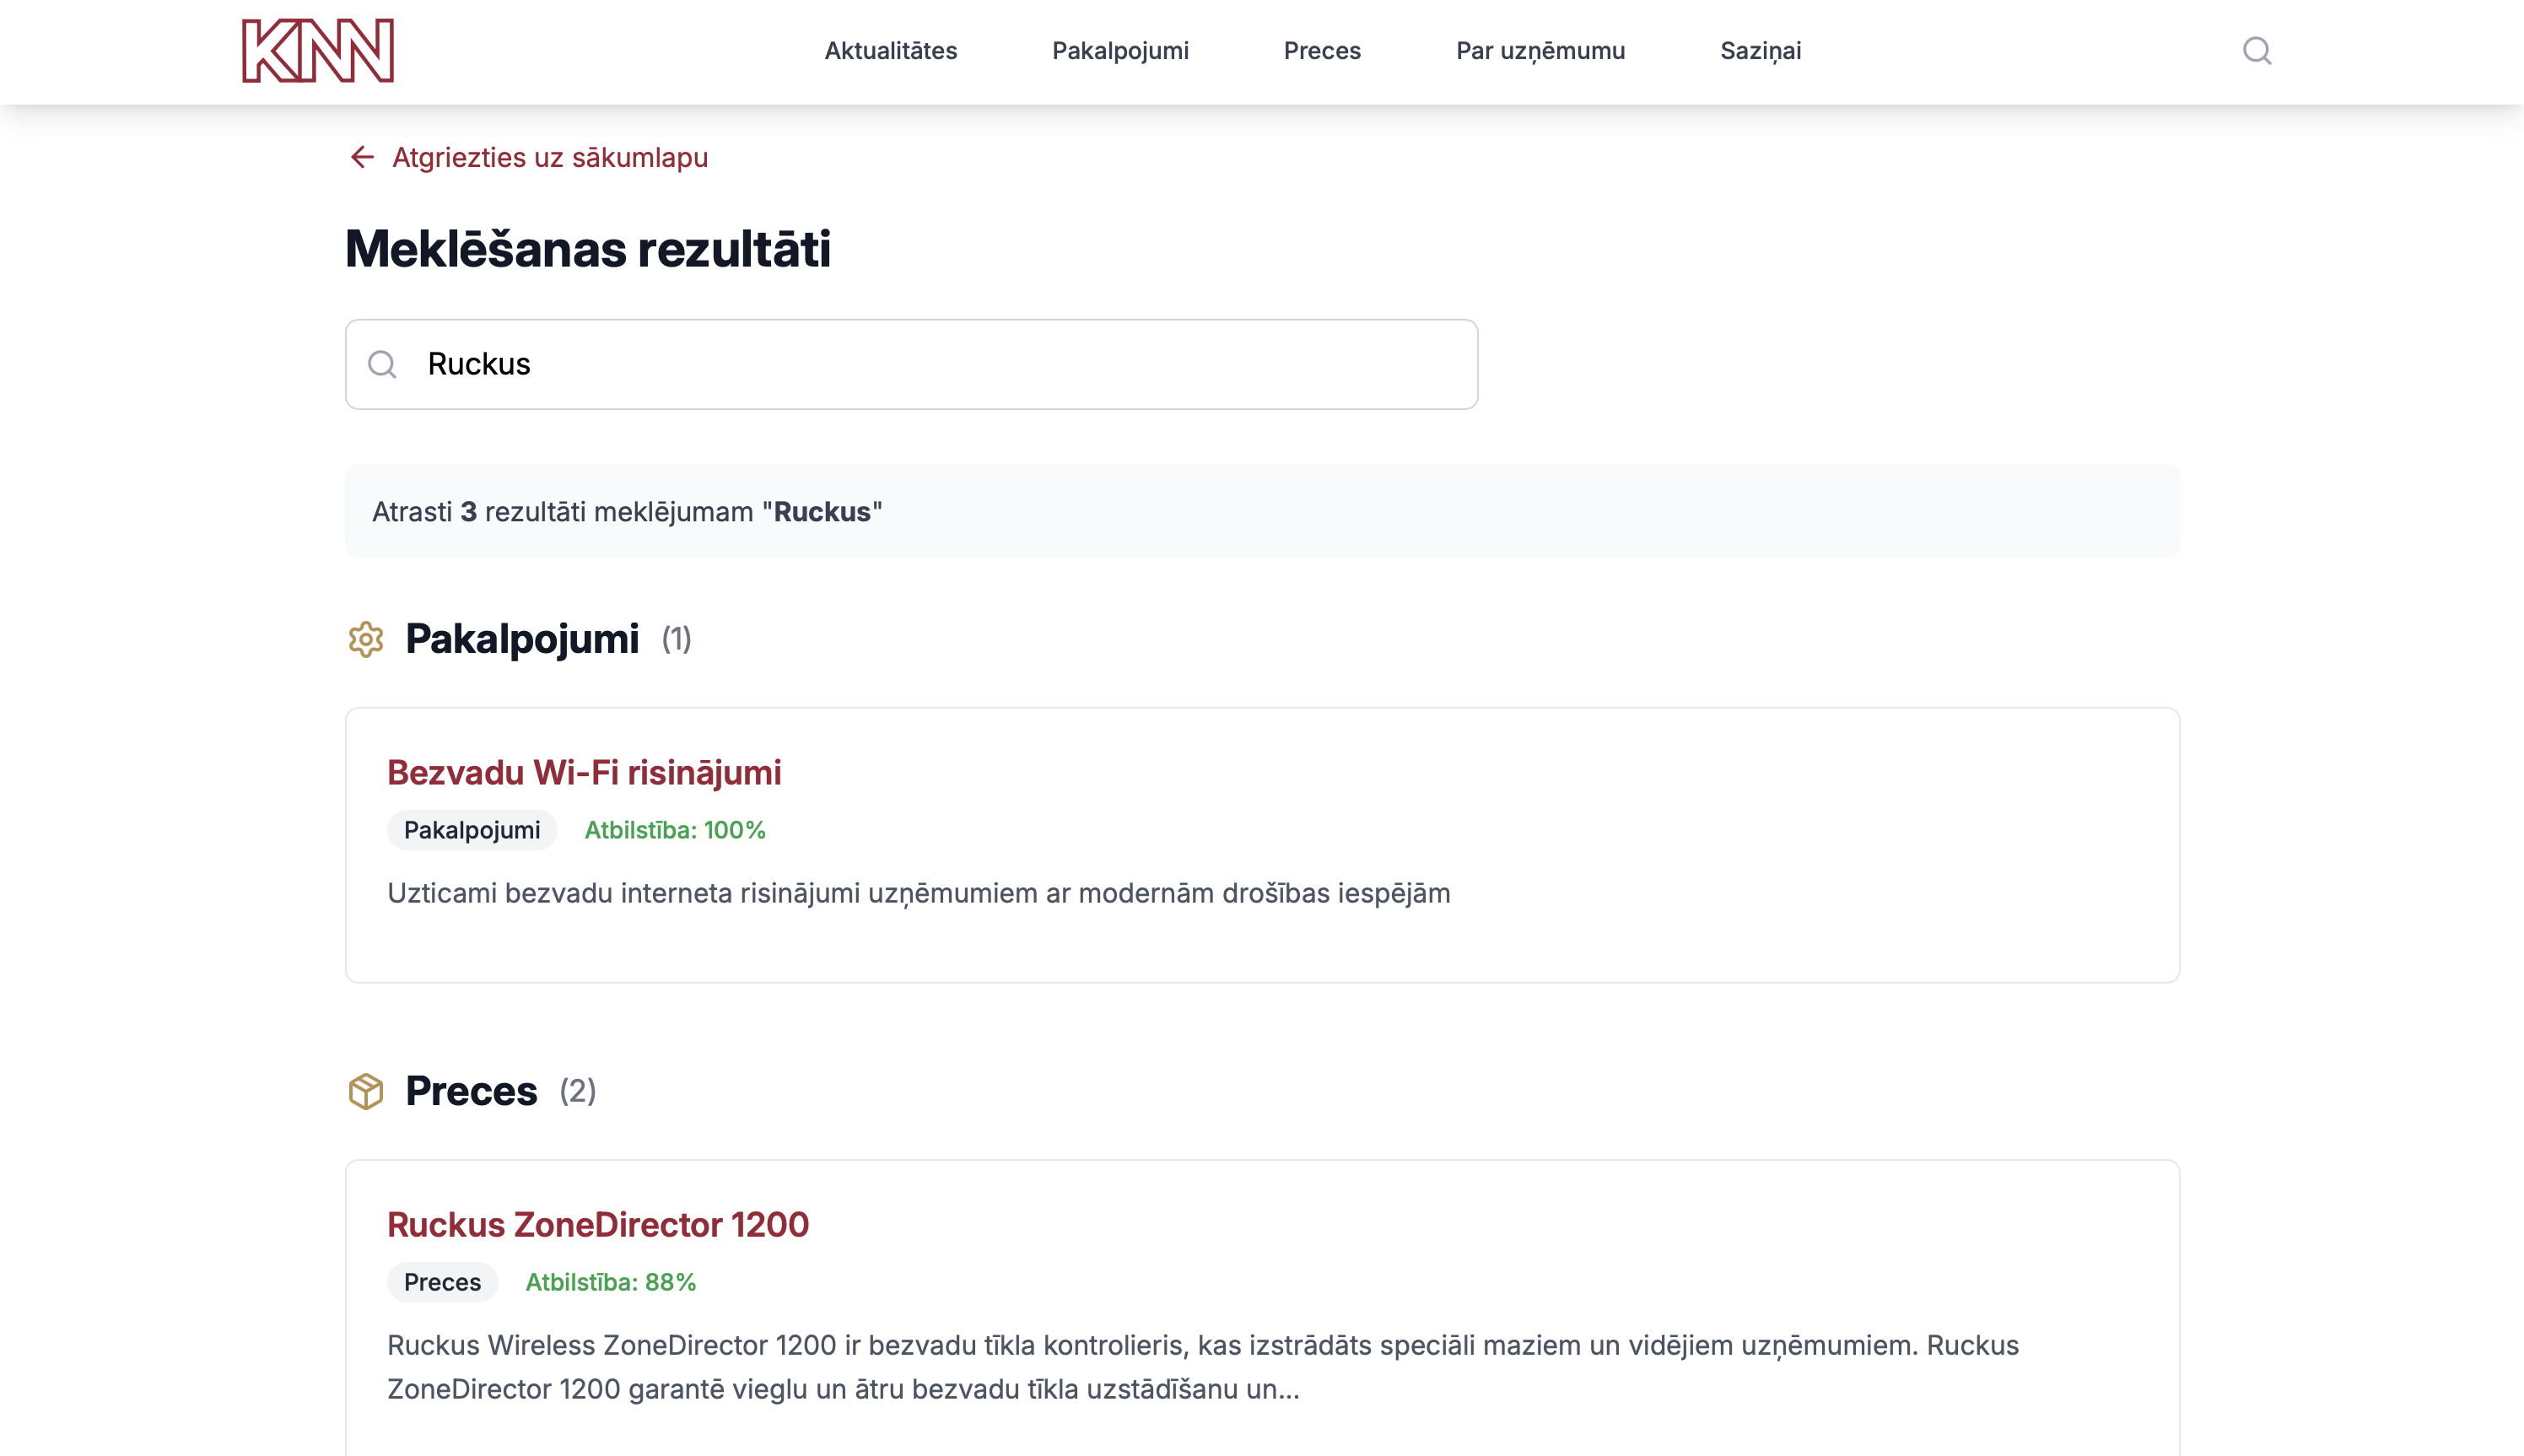 KNN
Aktualitātes
Pakalpojumi
Preces
Par uzņēmumu
Saziņai
Atgriezties uz sākumlapu
Meklēšanas rezultāti
Ruckus
Atrasti 3 rezultāti meklējumam "Ruckus"
Pakalpojumi (1)
Bezvadu Wi-Fi risinājumi
Pakalpojumi Atbilstība: 100%
Uzticami bezvadu interneta risinājumi uzņēmumiem ar modernām drošības iespējām
Preces (2)
Ruckus ZoneDirector 1200
Preces Atbilstība: 88%
Ruckus Wireless ZoneDirector 1200 ir bezvadu tīkla kontrolieris, kas izstrādāts speciāli maziem un vidējiem uzņēmumiem. Ruckus
ZoneDirector 1200 garantē vieglu un ātru bezvadu tīkla uzstādīšanu un...